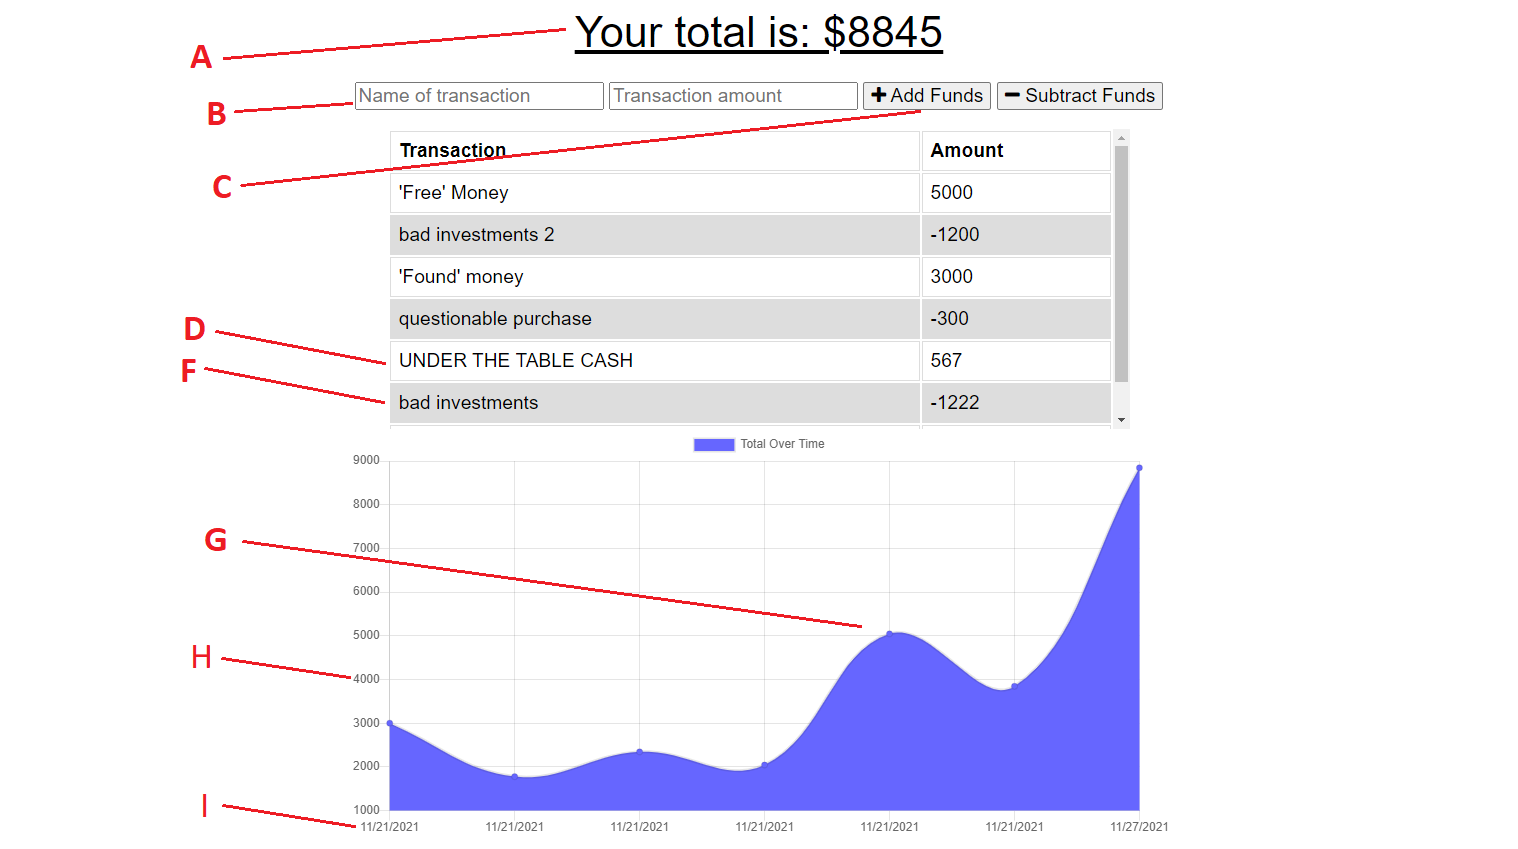 Your total is: $8845
A
B
Name of transaction Transaction amount Add Funds Subtract Funds
C
Transaction Amount
'Free' Money 5000
bad investments 2 -1200
'Found' money 3000
questionable purchase -300
D
UNDER THE TABLE CASH 567
F
bad investments -1222
Total Over Time
9000
8000
G
7000
6000
5000
H
4000
3000
2000
I
1000
11/21/2021 11/21/2021 11/21/2021 11/21/2021 11/21/2021 11/21/2021 11/27/2021